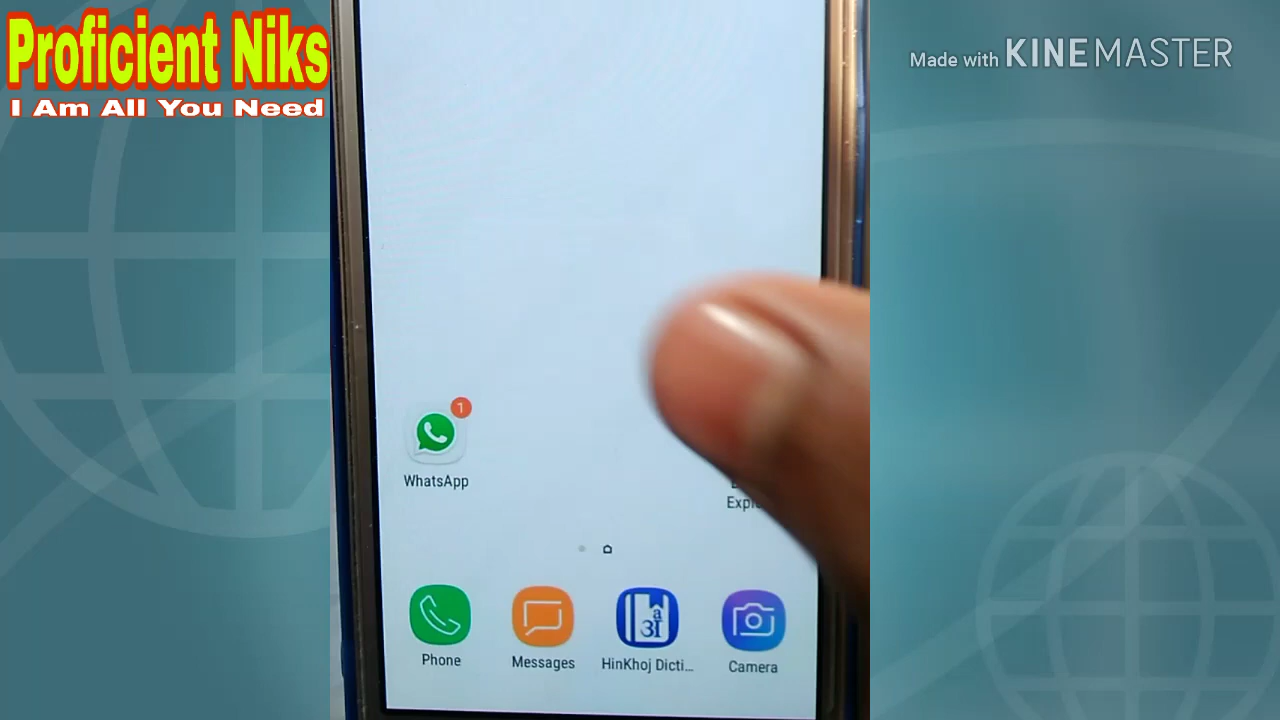 Proficient Niks
I Am All You Need
Made with KINEMASTER
1
WhatsApp
Phone
Messages
HinKhoj Dicti...
Camera